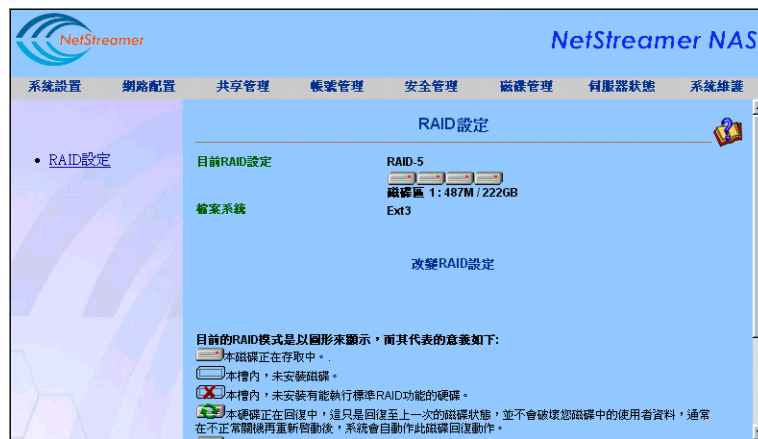 NetStreamer
NetStreamer NAS
系統設置 網路配置 共享管理 帳號管理 安全管理 磁碟管理 伺服器狀態 系統維護
RAID設定
• RAID設定
目前RAID設定 RAID-5
磁碟區 1 : 487M / 222GB
檔案系統 Ext3
改變RAID設定
目前的RAID模式是以圖形來顯示，而其代表的意義如下:
本磁碟正在存取中。.
本槽內，未安裝磁碟。
本槽內，未安裝有能執行標準RAID功能的硬碟。
本硬碟正在回復中，這只是回復至上一次的磁碟狀態，並不會破壞您磁碟中的使用者資料，通常
在不正常關機再重新啓動後，系統會自動作此磁碟回復動作。